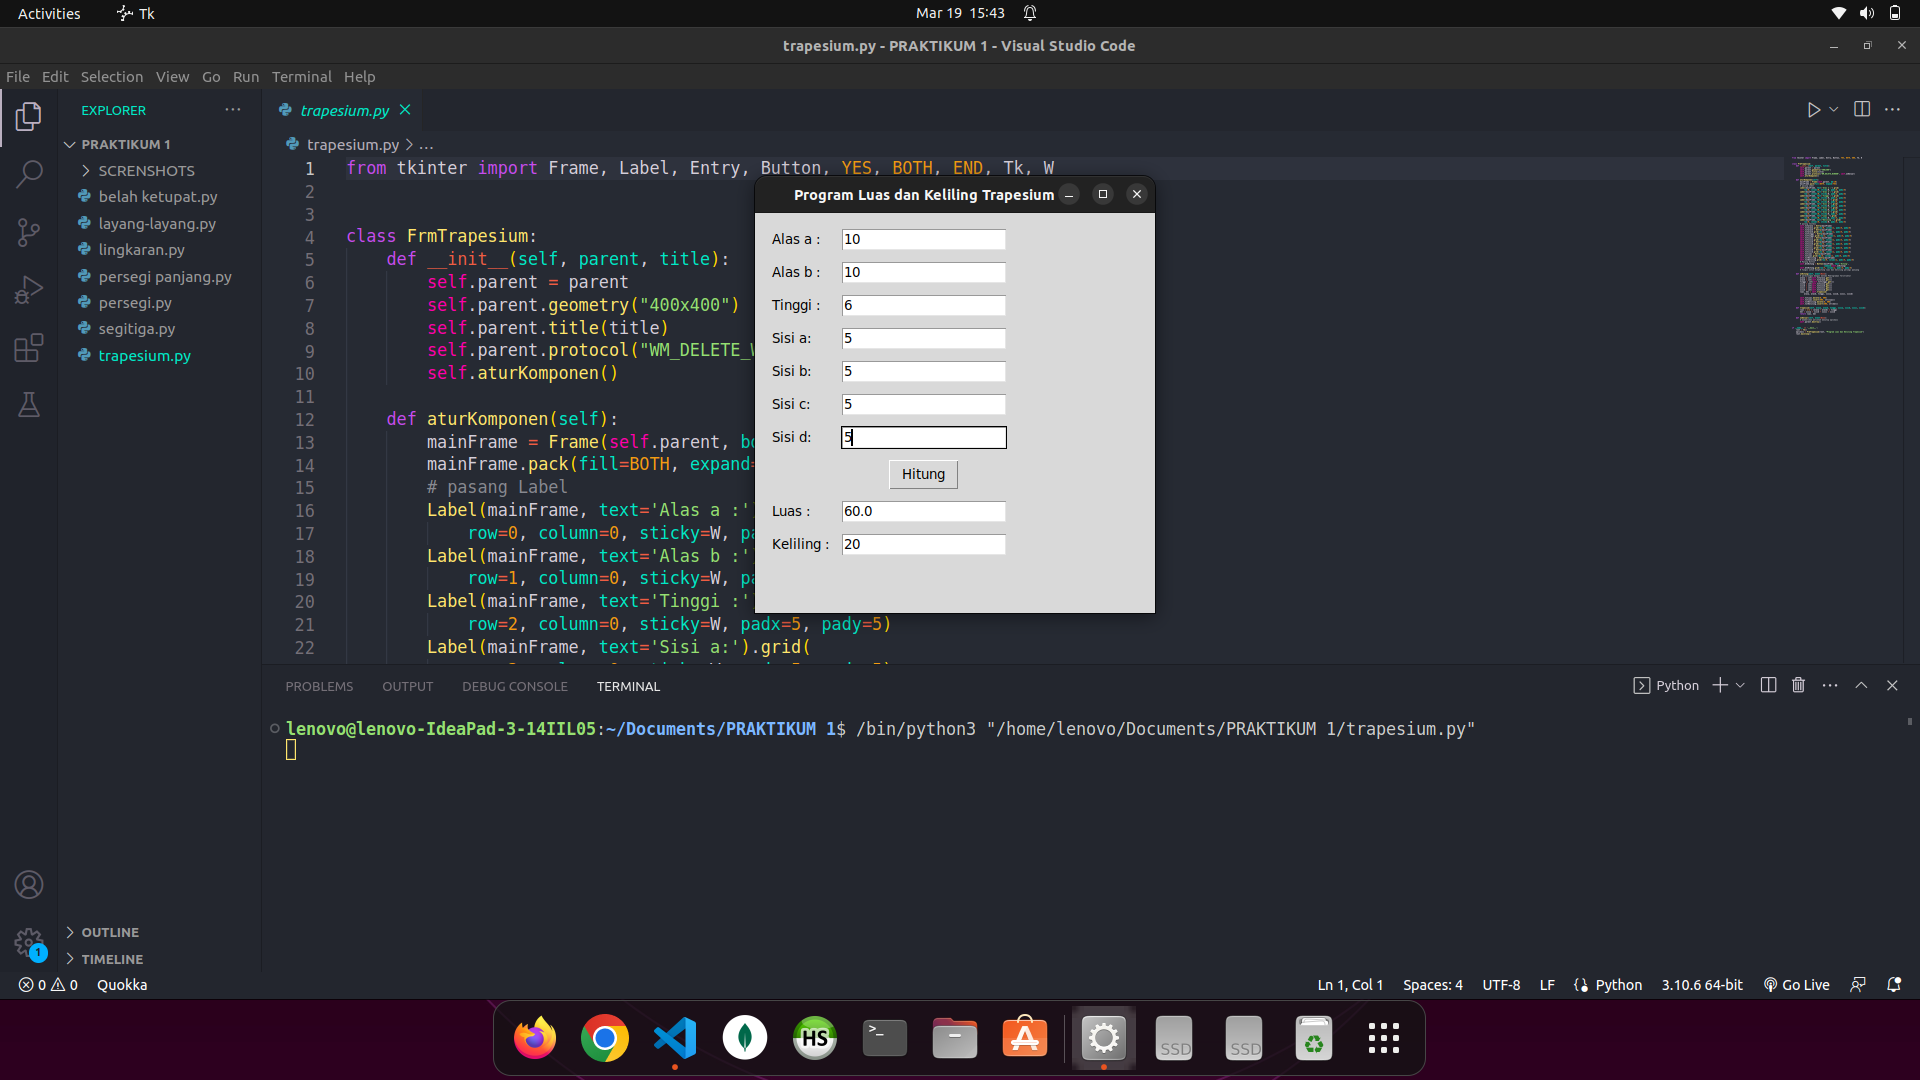 Activities Tk Mar 19 15:43
trapesium.py - PRAKTIKUM 1 - Visual Studio Code
File Edit Selection View Go Run Terminal Help
EXPLORER
PRAKTIKUM 1
SCRENSHOTS
belah ketupat.py
layang-layang.py
lingkaran.py
persegi panjang.py
persegi.py
segitiga.py
trapesium.py
OUTLINE
TIMELINE
trapesium.py
trapesium.py > ...
1 from tkinter import Frame, Label, Entry, Button, YES, BOTH, END, Tk, W
2
3
4 class FrmTrapesium:
5 def __init__(self, parent, title):
6 self.parent = parent
7 self.parent.geometry("400x400")
8 self.parent.title(title)
9 self.parent.protocol("WM_DELETE_W
10 self.aturKomponen()
11
12 def aturKomponen(self):
13 mainFrame = Frame(self.parent, bo
14 mainFrame.pack(fill=BOTH, expand=
15 # pasang Label
16 Label(mainFrame, text='Alas a :'
17 row=0, column=0, sticky=W, pa
18 Label(mainFrame, text='Alas b :'
19 row=1, column=0, sticky=W, pa
20 Label(mainFrame, text='Tinggi :'
21 row=2, column=0, sticky=W, padx=5, pady=5)
22 Label(mainFrame, text='Sisi a:').grid(
Program Luas dan Keliling Trapesium
Alas a : 10
Alas b : 10
Tinggi : 6
Sisi a: 5
Sisi b: 5
Sisi c: 5
Sisi d: 5
Hitung
Luas : 60.0
Keliling : 20
PROBLEMS OUTPUT DEBUG CONSOLE TERMINAL Python
lenovo@lenovo-IdeaPad-3-14IIL05:~/Documents/PRAKTIKUM 1$ /bin/python3 "/home/lenovo/Documents/PRAKTIKUM 1/trapesium.py"
1
0 0 Quokka Ln 1, Col 1 Spaces: 4 UTF-8 LF Python 3.10.6 64-bit Go Live
HS
>_
SSD
SSD